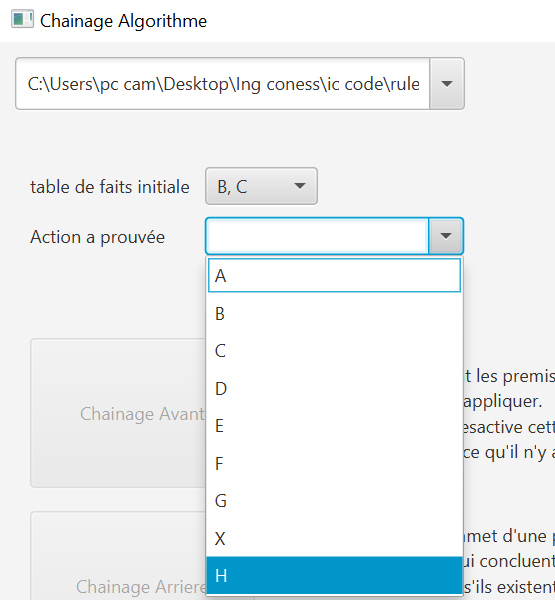 Chainage Algorithme
C:\Users\pc cam\Desktop\Ing coness\ic code\rule
table de faits initiale B, C
Action a prouvée
A
B
C
D
E
F
G
X
H
Chainage Avant
t les premis
appliquer.
esactive cett
ce qu'il n'y a
Chainage Arriere
met d'une p
ui concluent
s'ils existent